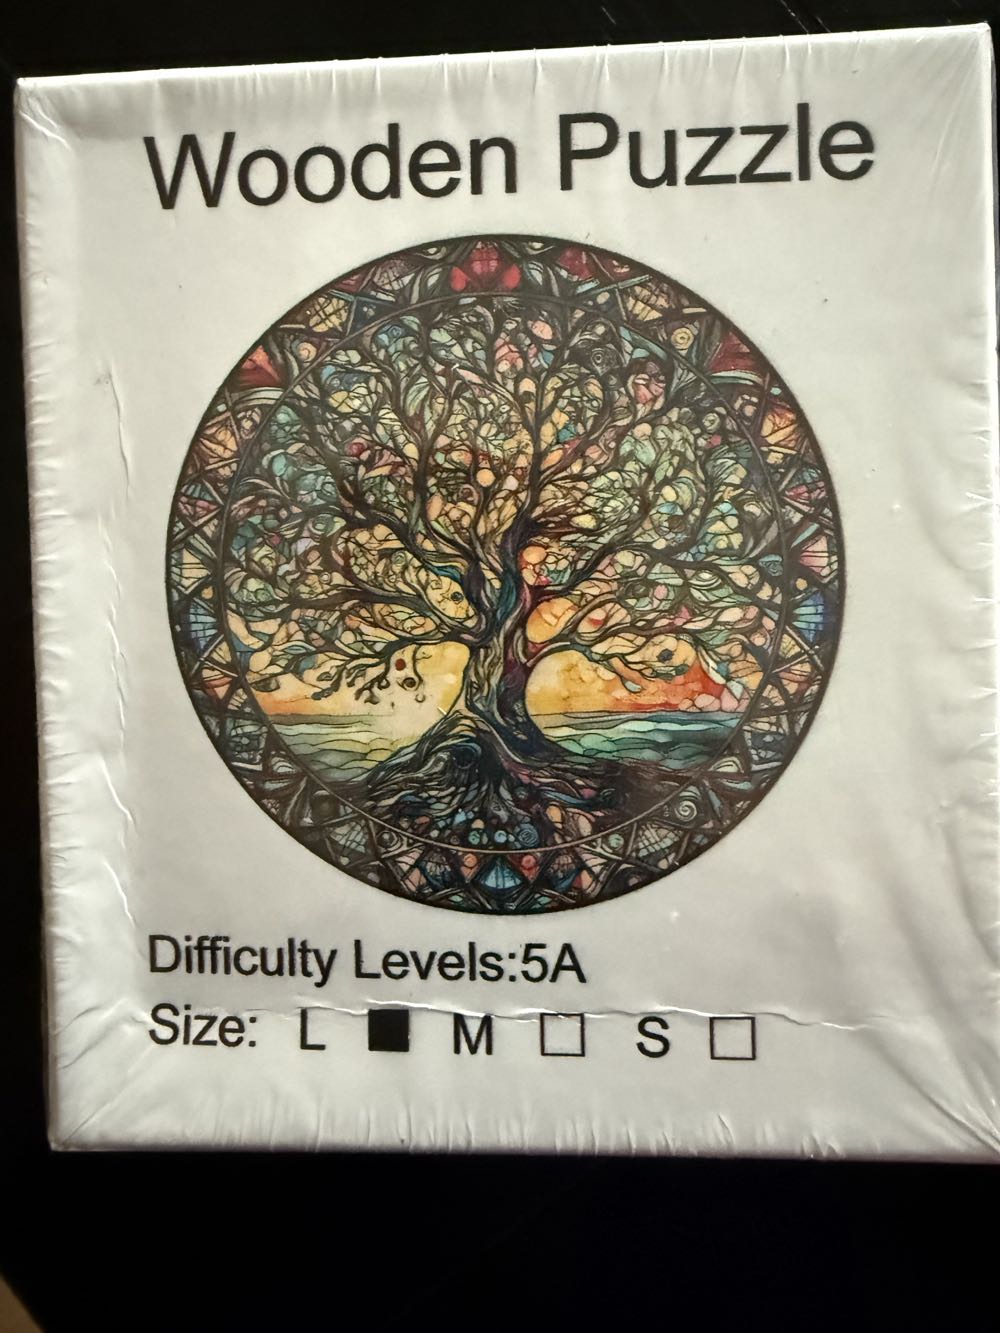 Wooden Puzzle
Difficulty Levels:5A
Size: L ■ M □ S □